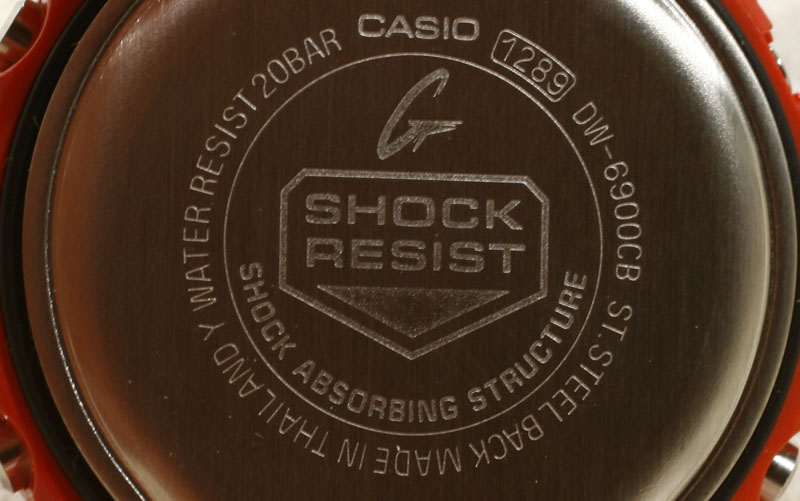 CASIO
1289
DW-6900CB ST.STEEL BACK MADE IN THAILAND Y WATER RESIST 20BAR
G
SHOCK
RESIST
SHOCK ABSORBING STRUCTURE